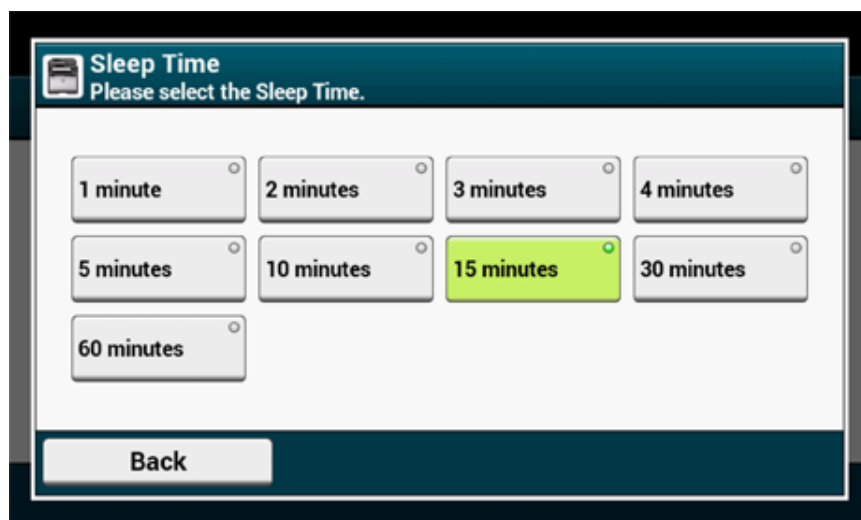 Sleep Time
Please select the Sleep Time.
1 minute
2 minutes
3 minutes
4 minutes
5 minutes
10 minutes
15 minutes
30 minutes
60 minutes
Back